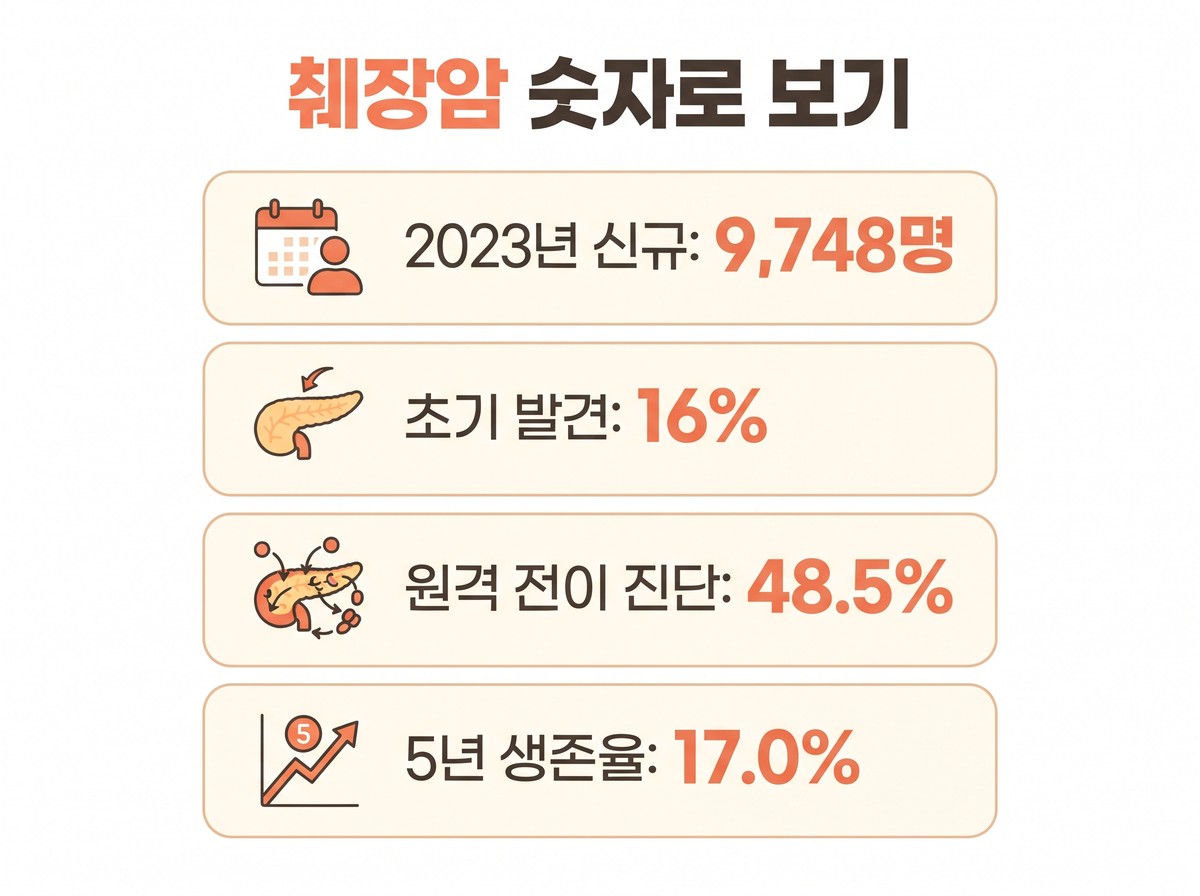 췌장암 숫자로 보기
2023년 신규: 9,748명
초기 발견: 16%
원격 전이 진단: 48.5%
5
5년 생존율: 17.0%